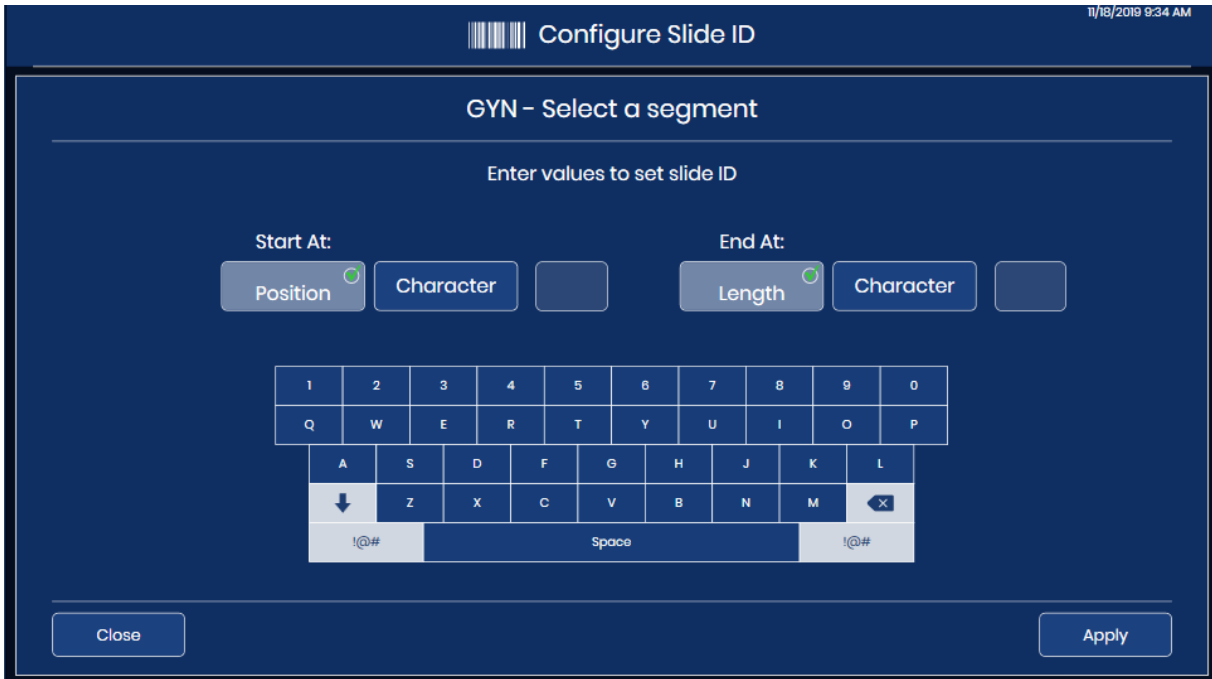 11/18/2019 9:34 AM
Configure Slide ID
GYN - Select a segment
Enter values to set slide ID
Start At: End At:
Position Character Length Character
1 2 3 4 5 6 7 8 9 0
Q W E R T Y U I O P
A S D F G H J K L
Z X C V B N M
!@# Space !@#
Close Apply